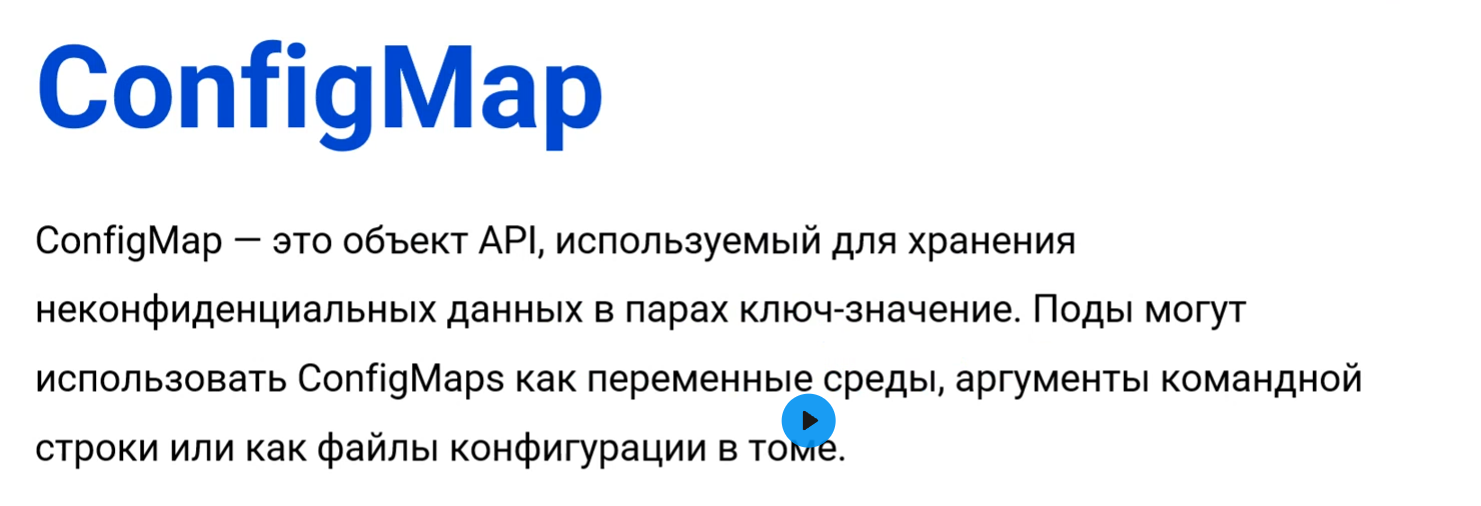 ConfigMap
ConfigMap — это объект API, используемый для хранения
неконфиденциальных данных в парах ключ-значение. Поды могут
использовать ConfigMaps как переменные среды, аргументы командной
строки или как файлы конфигурации в томе.